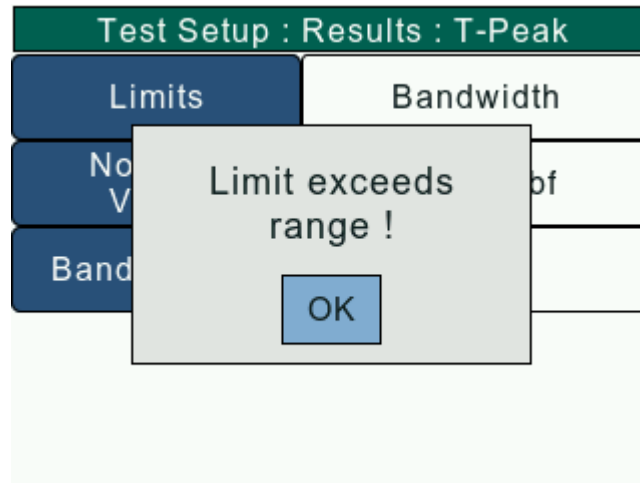 Test Setup : Results : T-Peak
Limits Bandwidth
No
V bf
Band
Limit exceeds
range !
OK